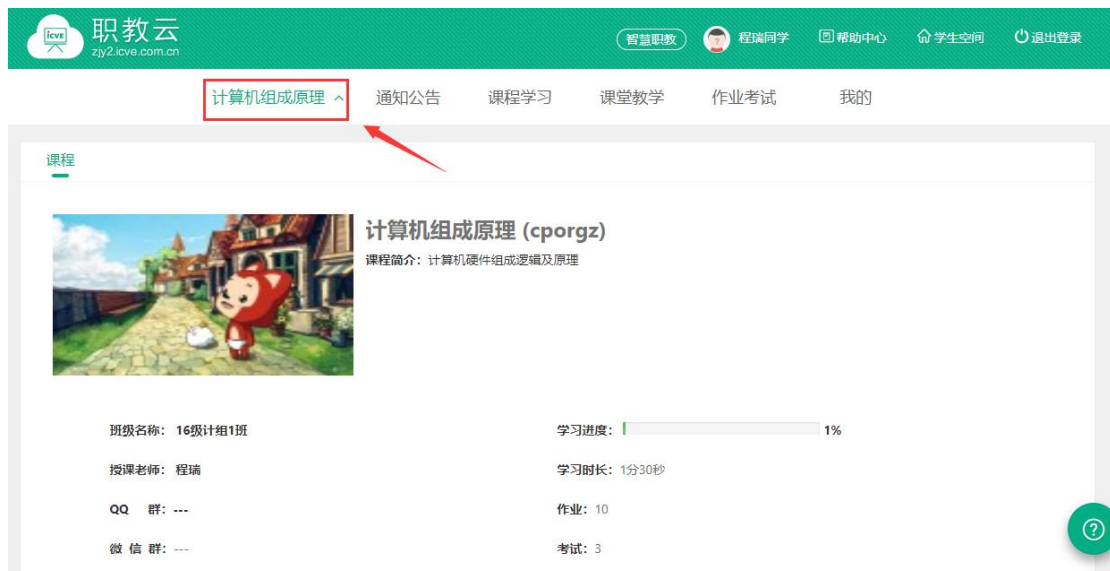 icve
职教云
zjy2.icve.com.cn
智慧职教 程瑞同学 帮助中心 学生空间 退出登录
计算机组成原理 通知公告 课程学习 课堂教学 作业考试 我的
课程
计算机组成原理 (cporgz)
课程简介：计算机硬件组成逻辑及原理
班级名称：16级计组1班
学习进度： 1%
授课老师：程瑞
学习时长：1分30秒
QQ 群：---
作业：10
微 信 群：---
考试：3